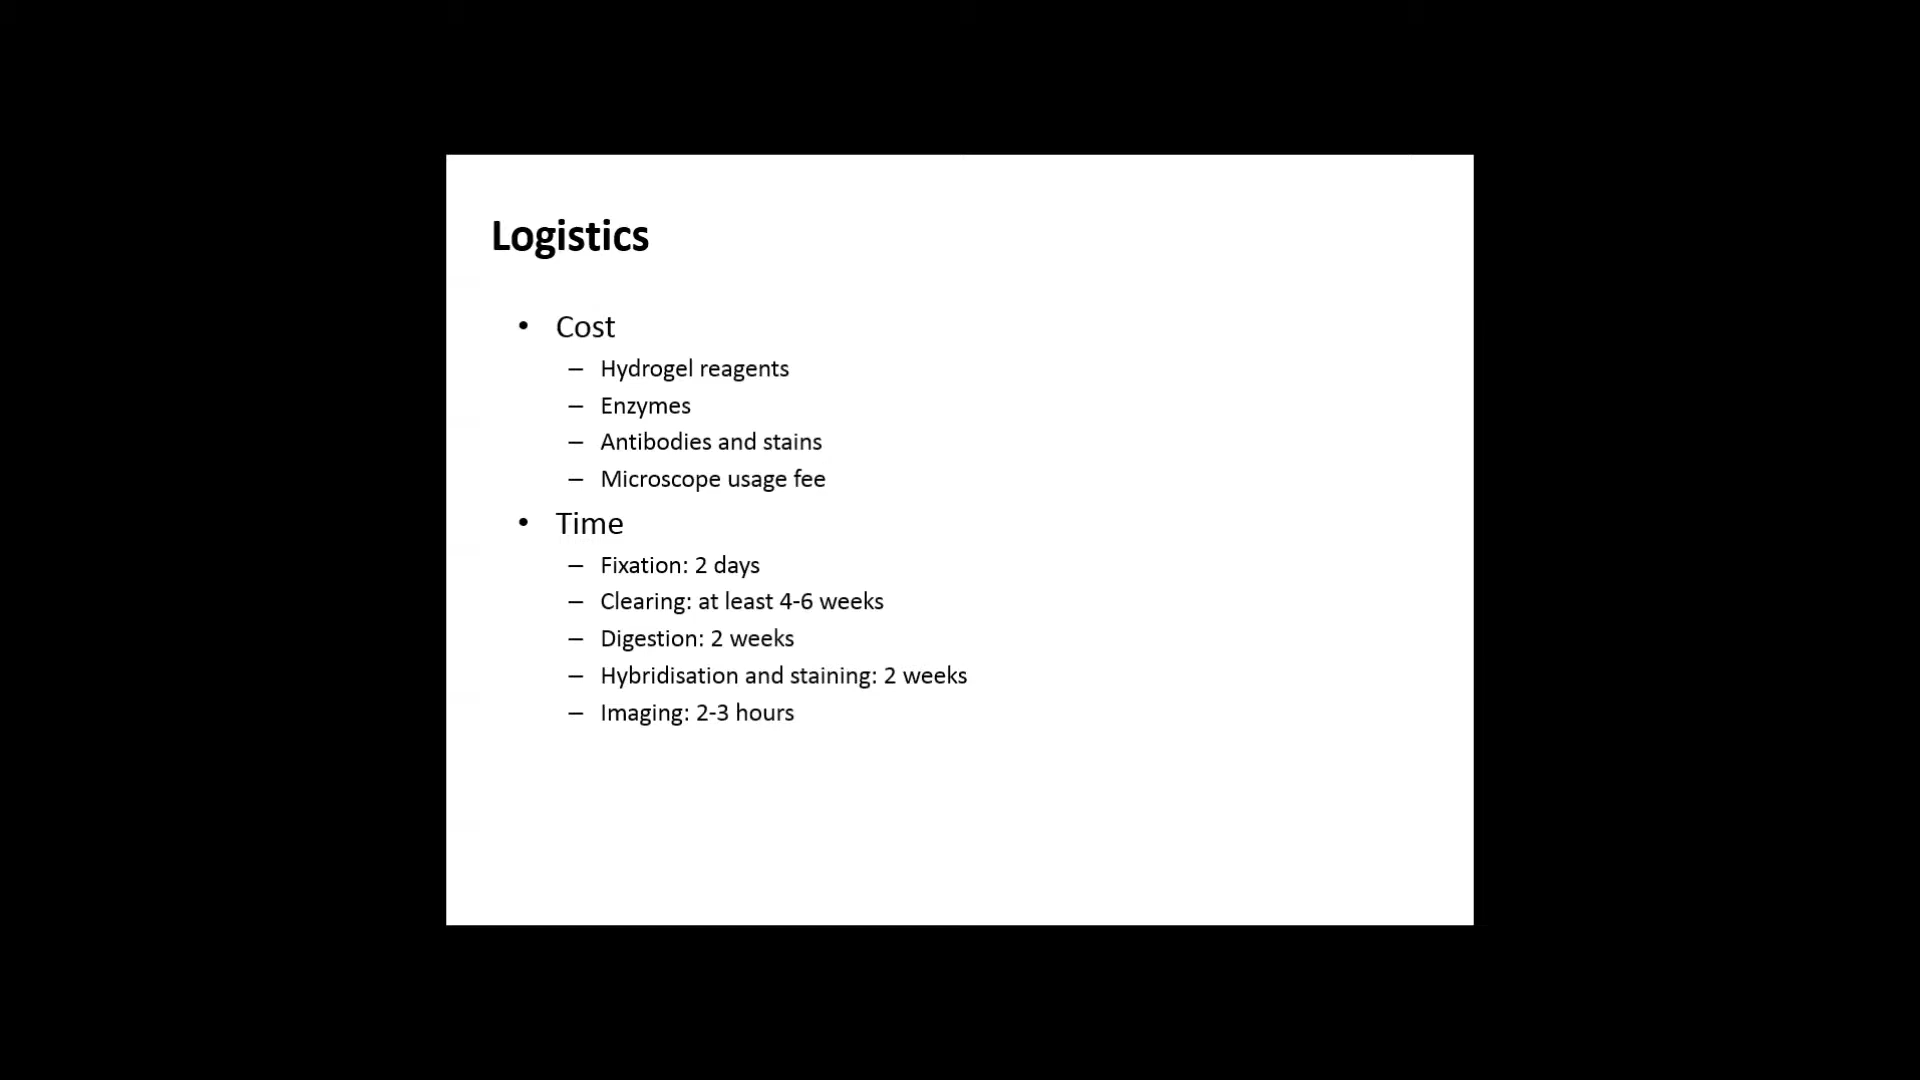 Logistics
• Cost
– Hydrogel reagents
– Enzymes
– Antibodies and stains
– Microscope usage fee
• Time
– Fixation: 2 days
– Clearing: at least 4-6 weeks
– Digestion: 2 weeks
– Hybridisation and staining: 2 weeks
– Imaging: 2-3 hours